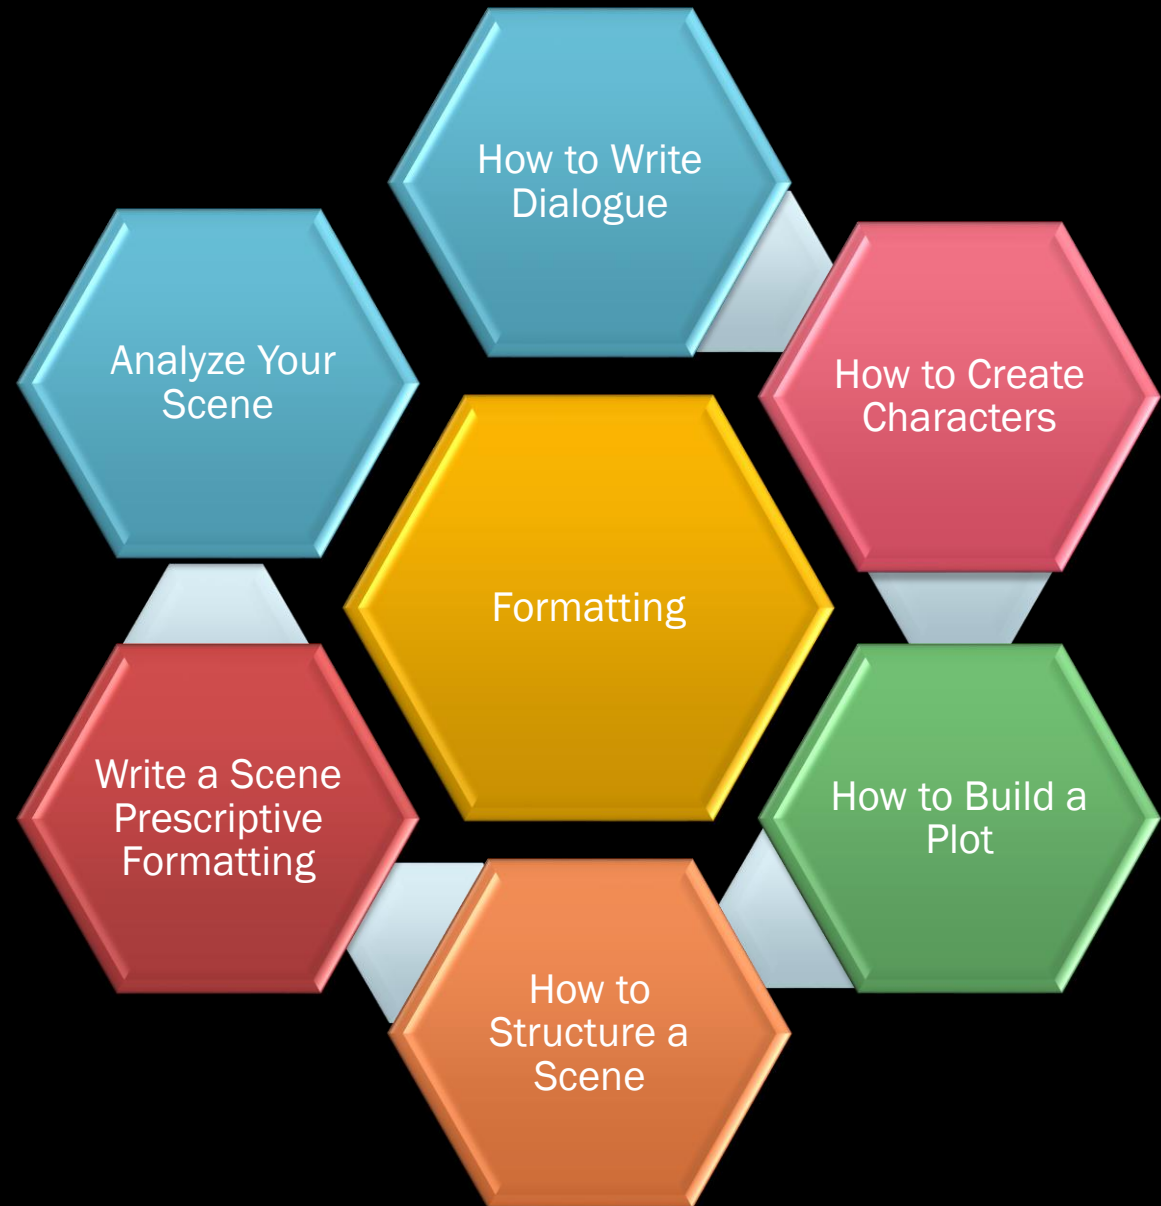 How to Write
Dialogue
How to Create
Characters
How to Build a
Plot
How to
Structure a
Scene
Write a Scene
Prescriptive
Formatting
Analyze Your
Scene
Formatting